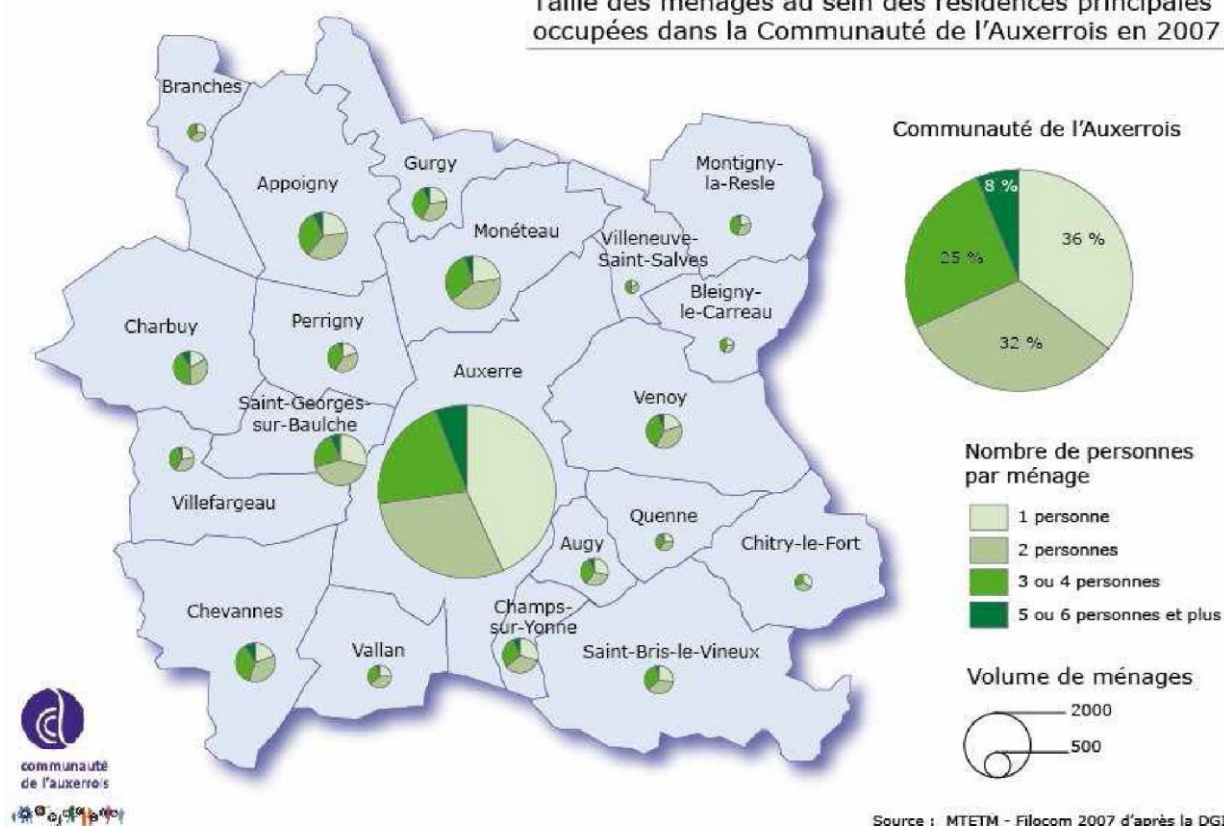 Taille des ménages au sein des résidences principales
occupées dans la Communauté de l'Auxerrois en 2007
Branches
Appoigny
Gurgy
Monéteau
Montigny-
la-Resle
Villeneuve-
Saint-Salves
Bleigny-
le-Carreau
Charbuy
Perrigny
Auxerre
Saint-Georges-
sur-Baulche
Venoy
Villefargeau
Quenne
Augy
Chitry-le-Fort
Chevannes
Vallan
Champs-
sur-Yonne
Saint-Bris-le-Vineux
Communauté de l'Auxerrois
8 %
36 %
25 %
32 %
Nombre de personnes
par ménage
1 personne
2 personnes
3 ou 4 personnes
5 ou 6 personnes et plus
Volume de ménages
2000
500
communauté
de l'auxerrois
Source : MTETM - Filocom 2007 d'après la